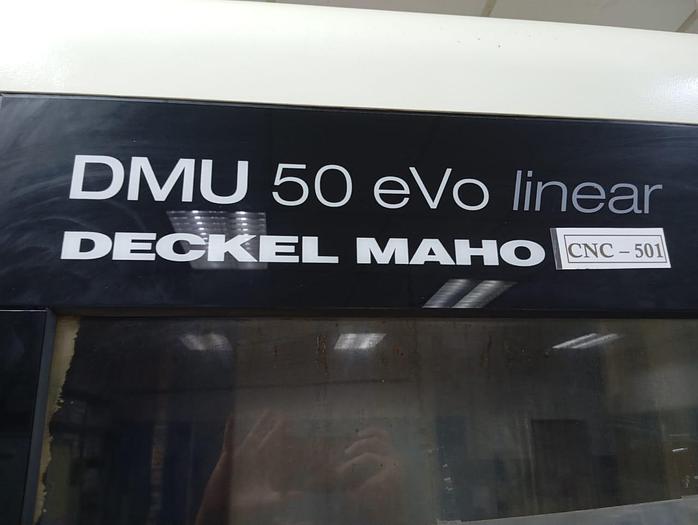 DMU 50 eVo linear
DECKEL MAHO CNC – 501